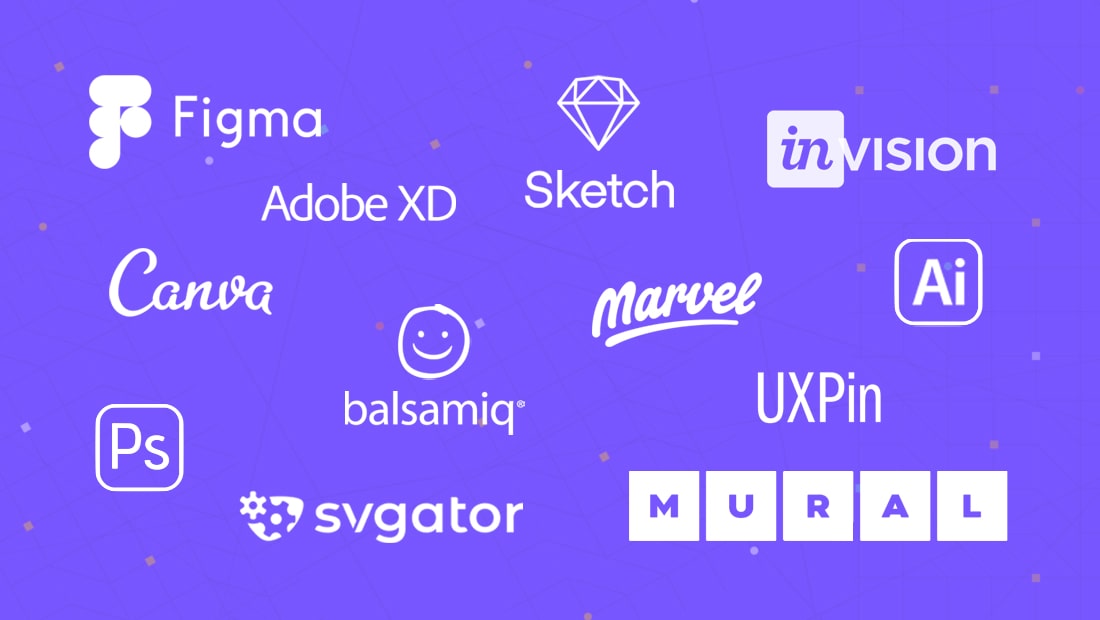 Figma
Sketch
invision
Adobe XD
Canva
Ai
Marvel
balsamiq®
UXPin
Ps
svgator
MURAL